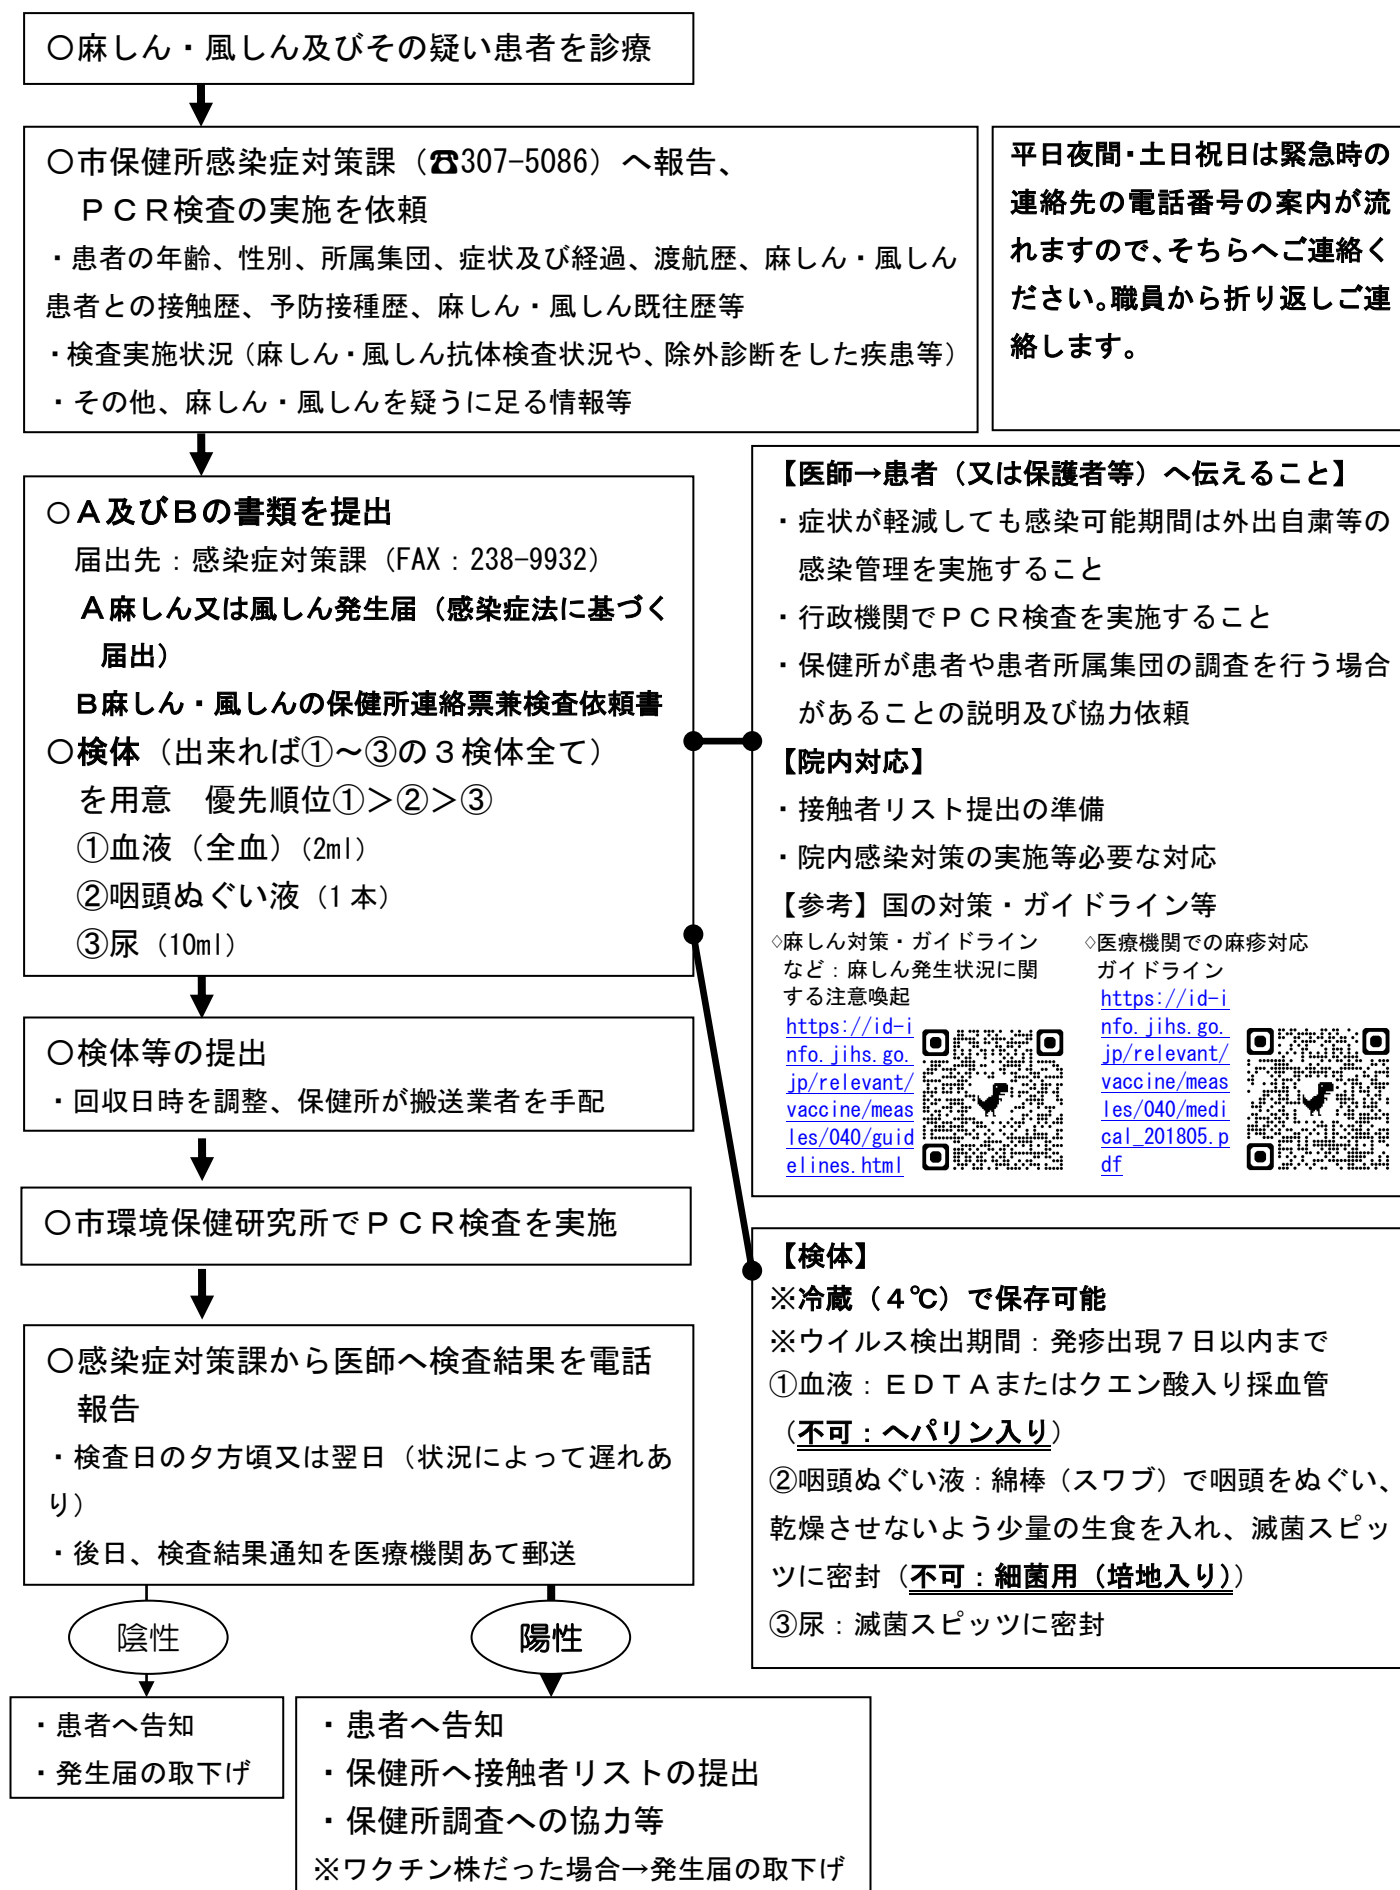 ○麻しん・風しん及びその疑い患者を診療
○市保健所感染症対策課（☎307-5086）へ報告、
ＰＣＲ検査の実施を依頼
・患者の年齢、性別、所属集団、症状及び経過、渡航歴、麻しん・風しん
患者との接触歴、予防接種歴、麻しん・風しん既往歴等
・検査実施状況（麻しん・風しん抗体検査状況や、除外診断をした疾患等）
・その他、麻しん・風しんを疑うに足る情報等
平日夜間・土日祝日は緊急時の
連絡先の電話番号の案内が流
れますので、そちらへご連絡く
ださい。職員から折り返しご連
絡します。
○Ａ及びＢの書類を提出
届出先：感染症対策課（FAX：238-9932）
Ａ麻しん又は風しん発生届（感染症法に基づく
届出）
Ｂ麻しん・風しんの保健所連絡票兼検査依頼書
○検体（出来れば①～③の３検体全て）
を用意　優先順位①＞②＞③
①血液（全血）(2ml)
②咽頭ぬぐい液（1本）
③尿（10ml）
【医師→患者（又は保護者等）へ伝えること】
・症状が軽減しても感染可能期間は外出自粛等の
感染管理を実施すること
・行政機関でＰＣＲ検査を実施すること
・保健所が患者や患者所属集団の調査を行う場合
があることの説明及び協力依頼
【院内対応】
・接触者リスト提出の準備
・院内感染対策の実施等必要な対応
【参考】国の対策・ガイドライン等
◇麻しん対策・ガイドライン
など：麻しん発生状況に関
する注意喚起
https://id-i
nfo.jihs.go.
jp/relevant/
vaccine/meas
les/040/guid
elines.html
◇医療機関での麻疹対応
ガイドライン
https://id-i
nfo.jihs.go.
jp/relevant/
vaccine/meas
les/040/medi
cal_201805.p
df
○検体等の提出
・回収日時を調整、保健所が搬送業者を手配
○市環境保健研究所でＰＣＲ検査を実施
○感染症対策課から医師へ検査結果を電話
報告
・検査日の夕方頃又は翌日（状況によって遅れあ
り）
・後日、検査結果通知を医療機関あて郵送
【検体】
※冷蔵（４℃）で保存可能
※ウイルス検出期間：発疹出現７日以内まで
①血液：ＥＤＴＡまたはクエン酸入り採血管
（不可：ヘパリン入り）
②咽頭ぬぐい液：綿棒（スワブ）で咽頭をぬぐい、
乾燥させないよう少量の生食を入れ、滅菌スピッ
ツに密封（不可：細菌用（培地入り））
③尿：滅菌スピッツに密封
陰性
陽性
・患者へ告知
・発生届の取下げ
・患者へ告知
・保健所へ接触者リストの提出
・保健所調査への協力等
※ワクチン株だった場合→発生届の取下げ